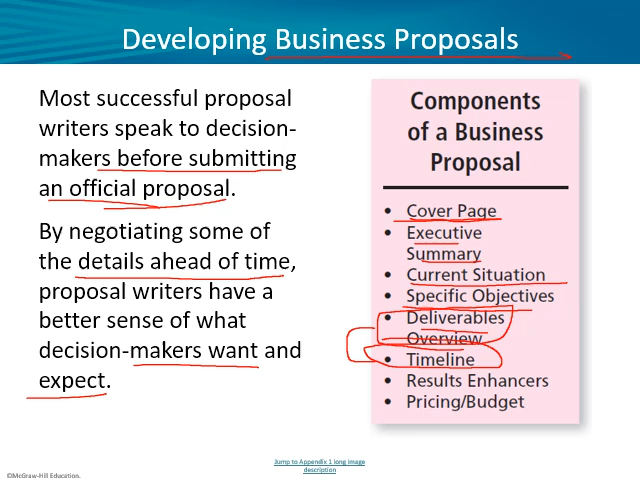 Developing Business Proposals
Most successful proposal
writers speak to decision-
makers before submitting
an official proposal.
By negotiating some of
the details ahead of time,
proposal writers have a
better sense of what
decision-makers want and
expect.
Components
of a Business
Proposal
• Cover Page
• Executive
Summary
• Current Situation
• Specific Objectives
• Deliverables
Overview
• Timeline
• Results Enhancers
• Pricing/Budget
Jump to Appendix 1 long image
description
©McGraw-Hill Education.